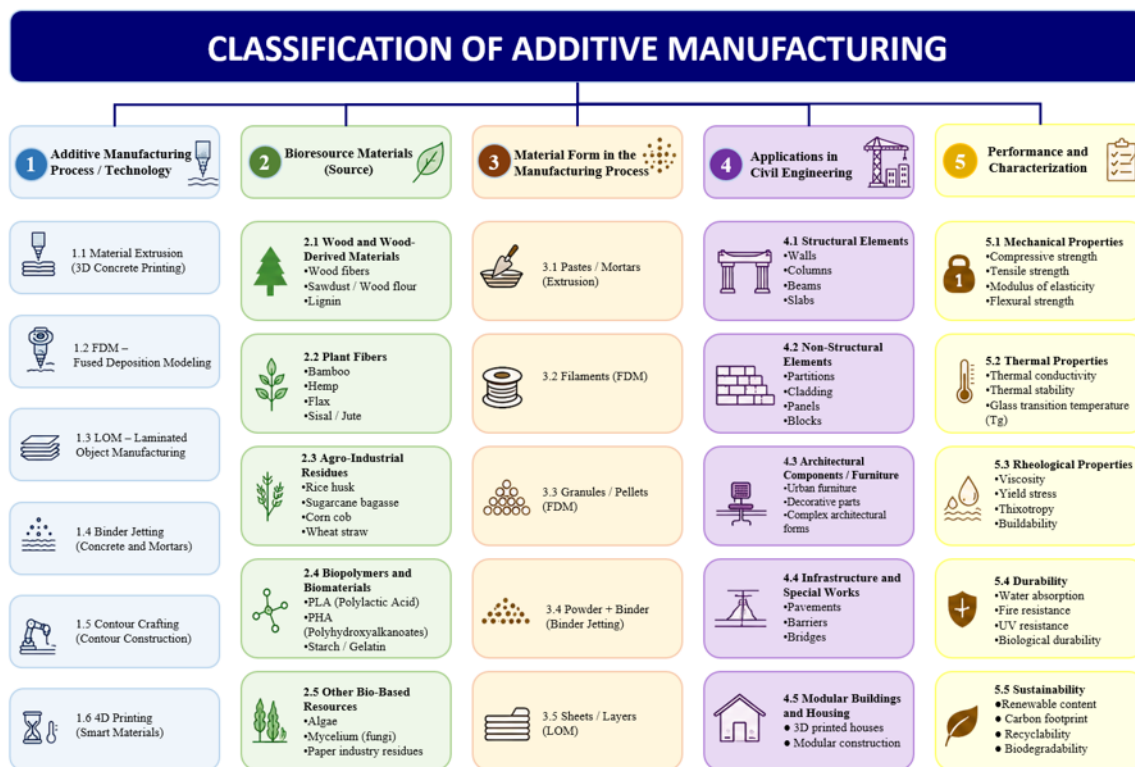 CLASSIFICATION OF ADDITIVE MANUFACTURING
1
Additive Manufacturing
Process / Technology
1.1 Material Extrusion
(3D Concrete Printing)
1.2 FDM –
Fused Deposition Modeling
1.3 LOM – Laminated
Object Manufacturing
1.4 Binder Jetting
(Concrete and Mortars)
1.5 Contour Crafting
(Contour Construction)
1.6 4D Printing
(Smart Materials)
2
Bioresource Materials
(Source)
2.1 Wood and Wood-
Derived Materials
•Wood fibers
•Sawdust / Wood flour
•Lignin
2.2 Plant Fibers
•Bamboo
•Hemp
•Flax
•Sisal / Jute
2.3 Agro-Industrial
Residues
•Rice husk
•Sugarcane bagasse
•Corn cob
•Wheat straw
2.4 Biopolymers and
Biomaterials
•PLA (Polylactic Acid)
•PHA
(Polyhydroxyalkanoates)
•Starch / Gelatin
2.5 Other Bio-Based
Resources
•Algae
•Mycelium (fungi)
•Paper industry residues
3
Material Form in the
Manufacturing Process
3.1 Pastes / Mortars
(Extrusion)
3.2 Filaments (FDM)
3.3 Granules / Pellets
(FDM)
3.4 Powder + Binder
(Binder Jetting)
3.5 Sheets / Layers
(LOM)
4
Applications in
Civil Engineering
4.1 Structural Elements
•Walls
•Columns
•Beams
•Slabs
4.2 Non-Structural
Elements
•Partitions
•Cladding
•Panels
•Blocks
4.3 Architectural
Components / Furniture
•Urban furniture
•Decorative parts
•Complex architectural
forms
4.4 Infrastructure and
Special Works
•Pavements
•Barriers
•Bridges
4.5 Modular Buildings
and Housing
● 3D printed houses
● Modular construction
5
Performance and
Characterization
5.1 Mechanical Properties
•Compressive strength
•Tensile strength
•Modulus of elasticity
•Flexural strength
1
5.2 Thermal Properties
•Thermal conductivity
•Thermal stability
•Glass transition temperature
(Tg)
5.3 Rheological Properties
•Viscosity
•Yield stress
•Thixotropy
•Buildability
5.4 Durability
•Water absorption
•Fire resistance
•UV resistance
•Biological durability
5.5 Sustainability
●Renewable content
● Carbon footprint
● Recyclability
● Biodegradability